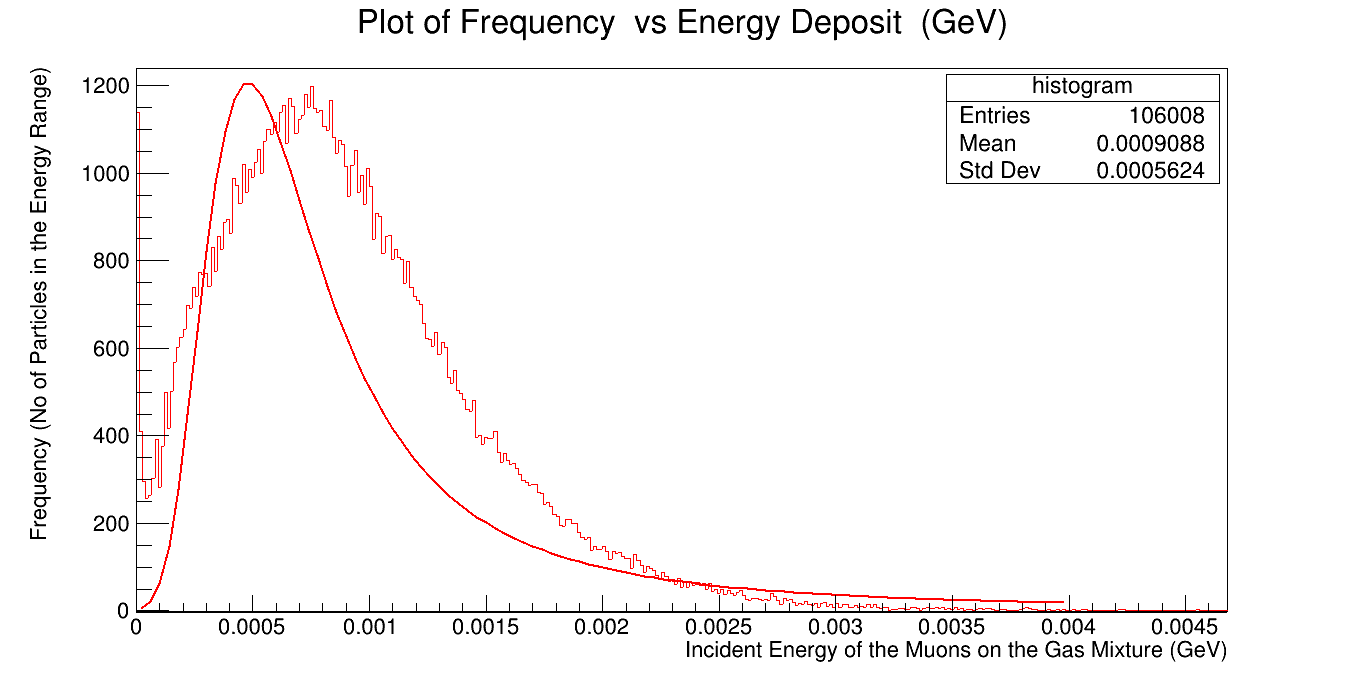 Plot of Frequency vs Energy Deposit (GeV)
histogram
Entries 106008
Mean 0.0009088
Std Dev 0.0005624
Frequency (No of Particles in the Energy Range)
1200
1000
800
600
400
200
0
0 0.0005 0.001 0.0015 0.002 0.0025 0.003 0.0035 0.004 0.0045
Incident Energy of the Muons on the Gas Mixture (GeV)